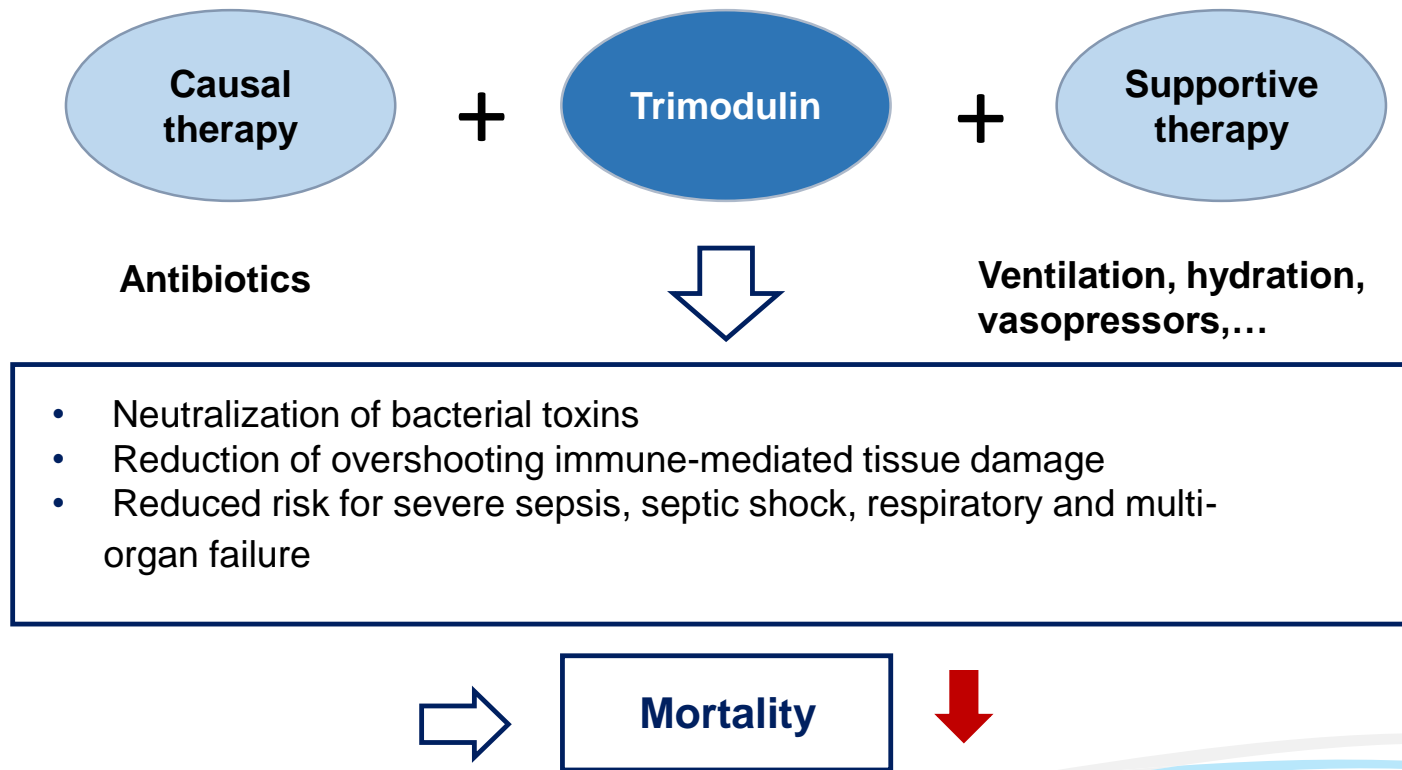 Causal
therapy
+
Trimodulin
+
Supportive
therapy
Antibiotics
Ventilation, hydration,
vasopressors,…
• Neutralization of bacterial toxins
• Reduction of overshooting immune-mediated tissue damage
• Reduced risk for severe sepsis, septic shock, respiratory and multi-
organ failure
Mortality